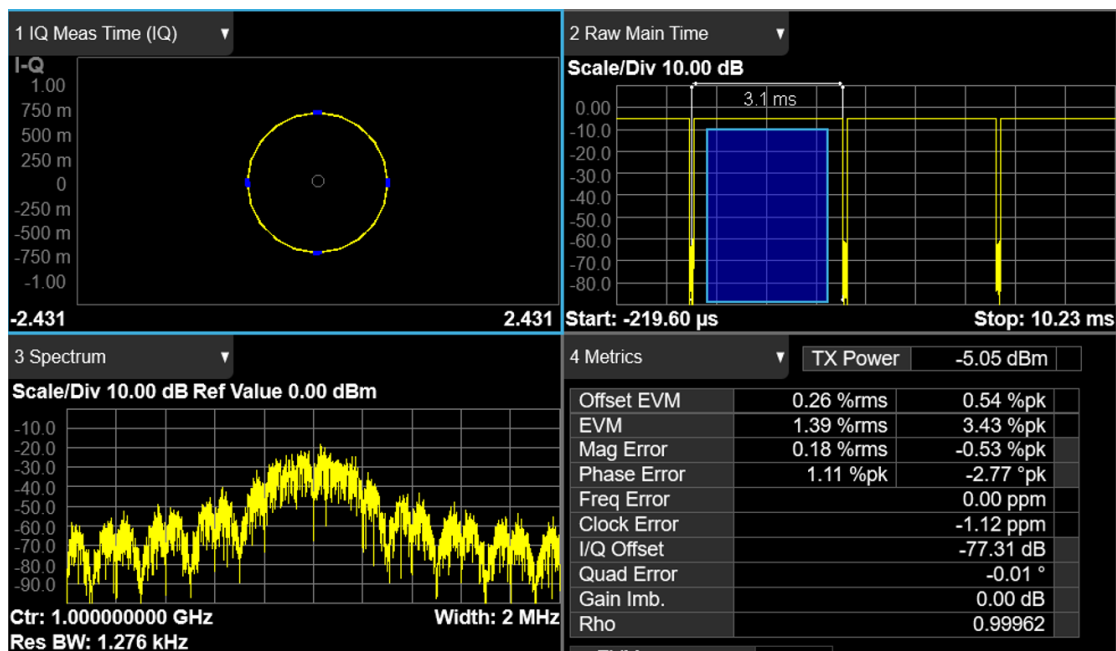 1 IQ Meas Time (IQ)
I-Q
1.00
750 m
500 m
250 m
0
-250 m
-500 m
-750 m
-1.00
-2.431 2.431
2 Raw Main Time
Scale/Div 10.00 dB
3.1 ms
0.00
-10.0
-20.0
-30.0
-40.0
-50.0
-60.0
-70.0
-80.0
Start: -219.60 µs Stop: 10.23 ms
3 Spectrum
Scale/Div 10.00 dB Ref Value 0.00 dBm
-10.0
-20.0
-30.0
-40.0
-50.0
-60.0
-70.0
-80.0
-90.0
Ctr: 1.000000000 GHz Width: 2 MHz
Res BW: 1.276 kHz
4 Metrics TX Power -5.05 dBm
Offset EVM 0.26 %rms 0.54 %pk
EVM 1.39 %rms 3.43 %pk
Mag Error 0.18 %rms -0.53 %pk
Phase Error 1.11 %pk -2.77 °pk
Freq Error 0.00 ppm
Clock Error -1.12 ppm
I/Q Offset -77.31 dB
Quad Error -0.01 °
Gain Imb. 0.00 dB
Rho 0.99962